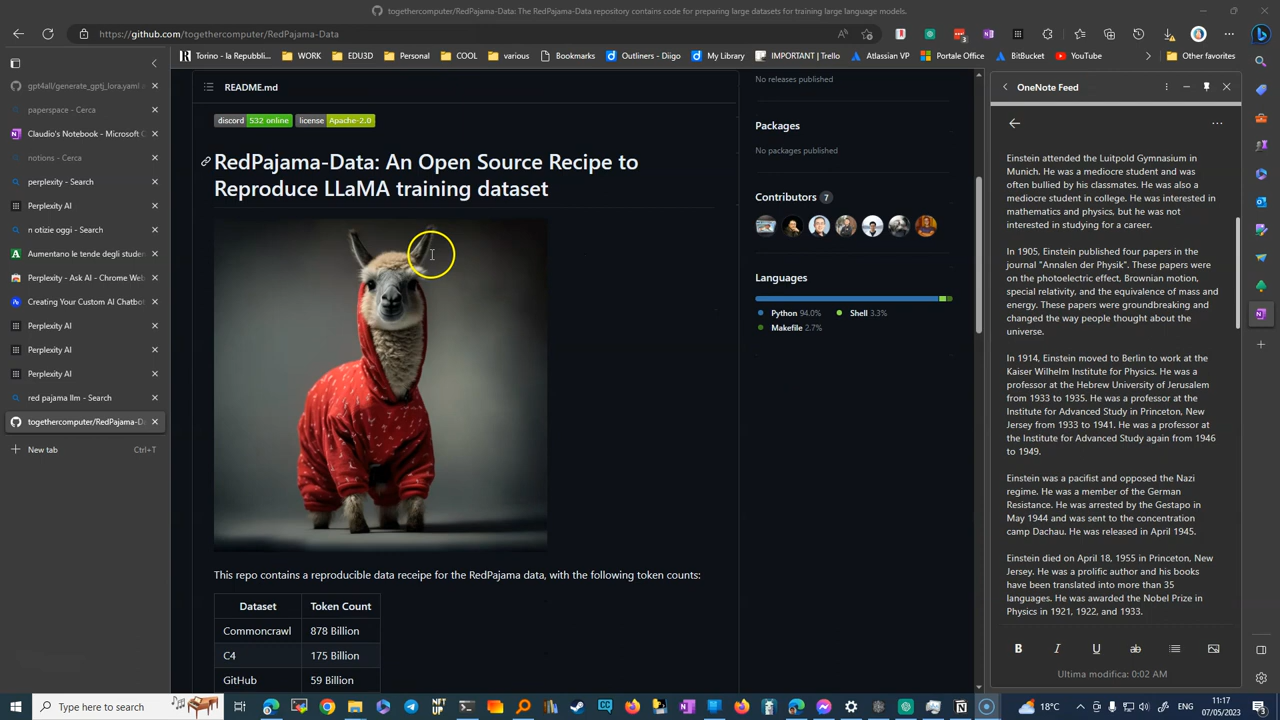 togethercomputer/RedPajama-Data: The RedPajama-Data repository contains code for preparing large datasets for training large language models.
https://github.com/togethercomputer/RedPajama-Data
Torino - la Repubbli...
WORK
EDU3D
Personal
COOL
various
Bookmarks
Outliners - Diigo
My Library
IMPORTANT | Trello
Atlassian VP
Portale Office
BitBucket
YouTube
Other favorites
gpt4all/generate_gptj_lora.yaml
paperspace - Cerca
Claudio's Notebook - Microsoft O
notions - Cerca
perplexity - Search
Perplexity AI
n otizie oggi - Search
Aumentano le tende degli studen
Perplexity - Ask AI - Chrome Web
Creating Your Custom AI Chatbot
Perplexity AI
Perplexity AI
Perplexity AI
red pajama llm - Search
togethercomputer/RedPajama-Da
New tab
Ctrl+T
README.md
discord 532 online
license Apache-2.0
RedPajama-Data: An Open Source Recipe to
Reproduce LLaMA training dataset
This repo contains a reproducible data receipe for the RedPajama data, with the following token counts:
Dataset Token Count
Commoncrawl 878 Billion
C4 175 Billion
GitHub 59 Billion
No releases published
Packages
No packages published
Contributors 7
Languages
Python 94.0%
Shell 3.3%
Makefile 2.7%
OneNote Feed
Einstein attended the Luitpold Gymnasium in
Munich. He was a mediocre student and was
often bullied by his classmates. He was also a
mediocre student in college. He was interested in
mathematics and physics, but he was not
interested in studying for a career.
In 1905, Einstein published four papers in the
journal "Annalen der Physik". These papers were
on the photoelectric effect, Brownian motion,
special relativity, and the equivalence of mass and
energy. These papers were groundbreaking and
changed the way people thought about the
universe.
In 1914, Einstein moved to Berlin to work at the
Kaiser Wilhelm Institute for Physics. He was a
professor at the Hebrew University of Jerusalem
from 1933 to 1935. He was a professor at the
Institute for Advanced Study in Princeton, New
Jersey from 1933 to 1941. He was a professor at
the Institute for Advanced Study again from 1946
to 1949.
Einstein was a pacifist and opposed the Nazi
regime. He was a member of the German
Resistance. He was arrested by the Gestapo in
May 1944 and was sent to the concentration
camp Dachau. He was released in April 1945.
Einstein died on April 18, 1955 in Princeton, New
Jersey. He was a prolific author and his books
have been translated into more than 35
languages. He was awarded the Nobel Prize in
Physics in 1921, 1922, and 1933.
B I U ab
Ultima modifica: 0:02 AM
Type here to search
NFT
UP
18°C
11:17
07/05/2023